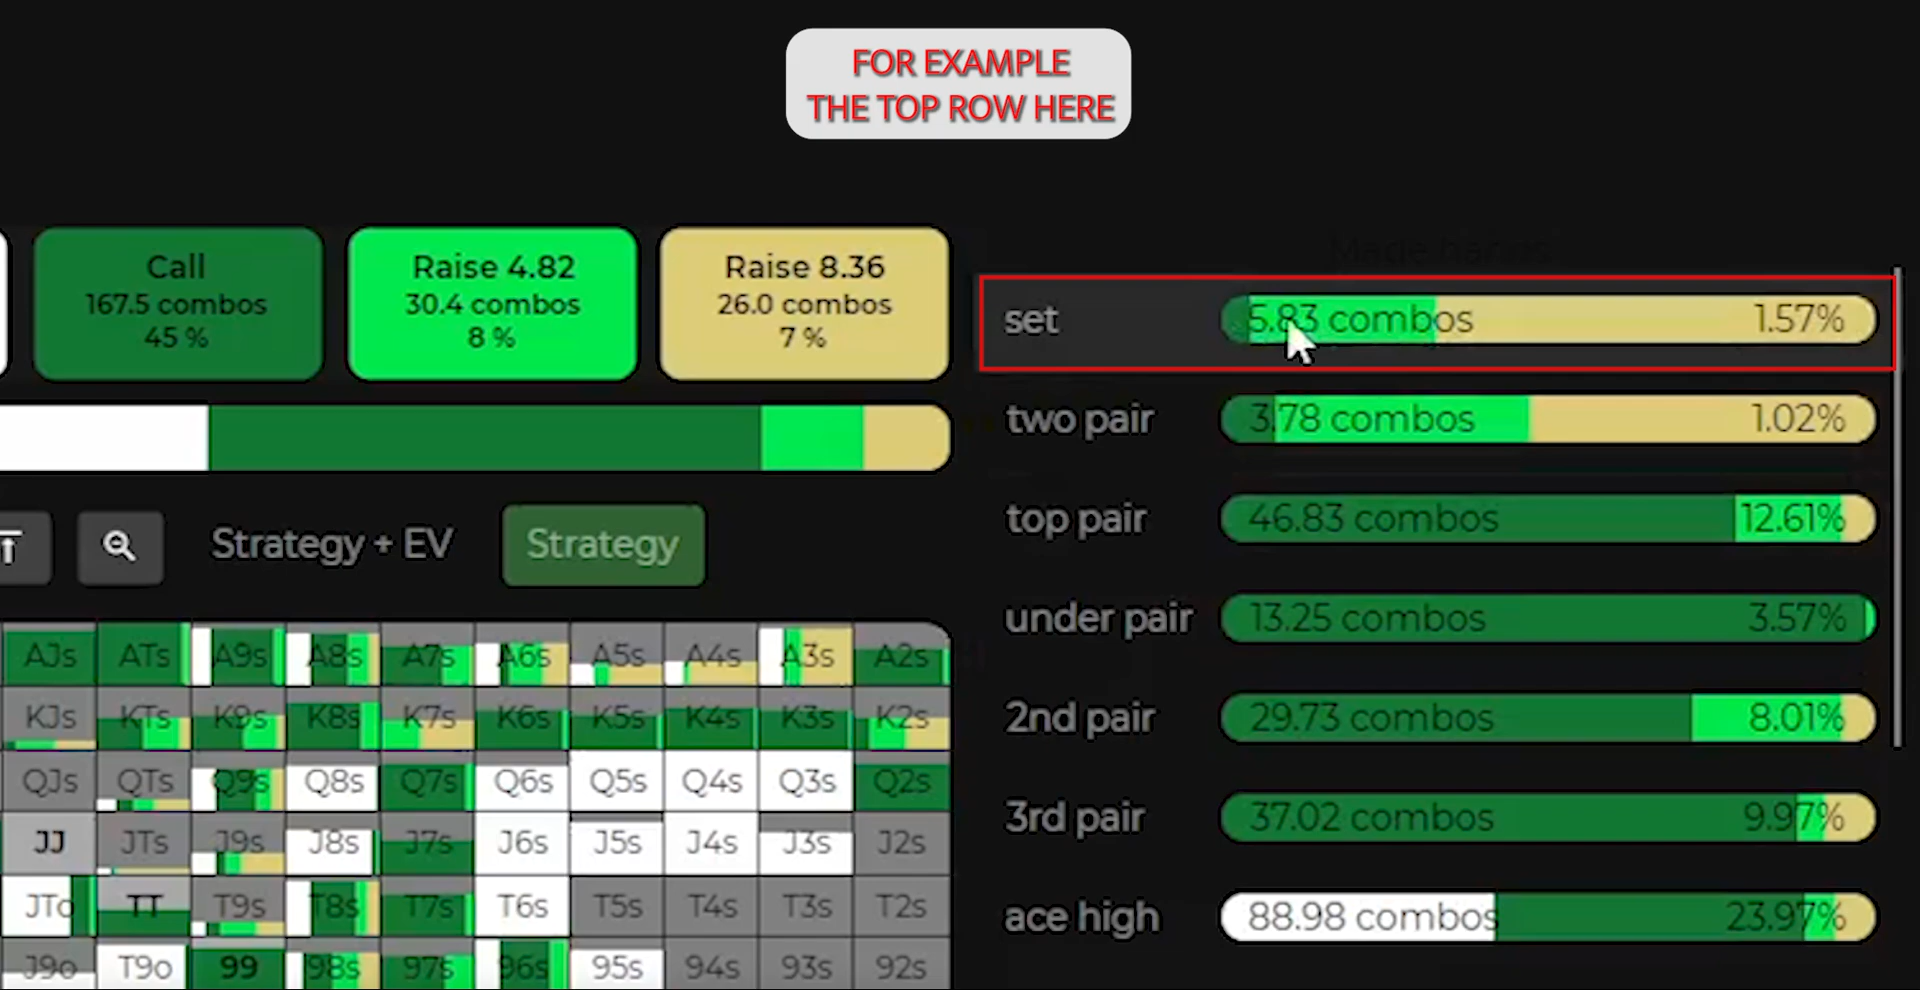 FOR EXAMPLE
THE TOP ROW HERE
Made hands
Call
167.5 combos
45 %
Raise 4.82
30.4 combos
8 %
Raise 8.36
26.0 combos
7 %
set 5.83 combos 1.57%
two pair 3.78 combos 1.02%
top pair 46.83 combos 12.61%
under pair 13.25 combos 3.57%
2nd pair 29.73 combos 8.01%
3rd pair 37.02 combos 9.97%
ace high 88.98 combos 23.97%
Strategy + EV Strategy
AJs ATs A9s A8s A7s A6s A5s A4s A3s A2s
KJs KTs K9s K8s K7s K6s K5s K4s K3s K2s
QJs QTs Q9s Q8s Q7s Q6s Q5s Q4s Q3s Q2s
JJ JTs J9s J8s J7s J6s J5s J4s J3s J2s
JTo TT T9s T8s T7s T6s T5s T4s T3s T2s
J9o T9o 99 98s 97s 96s 95s 94s 93s 92s